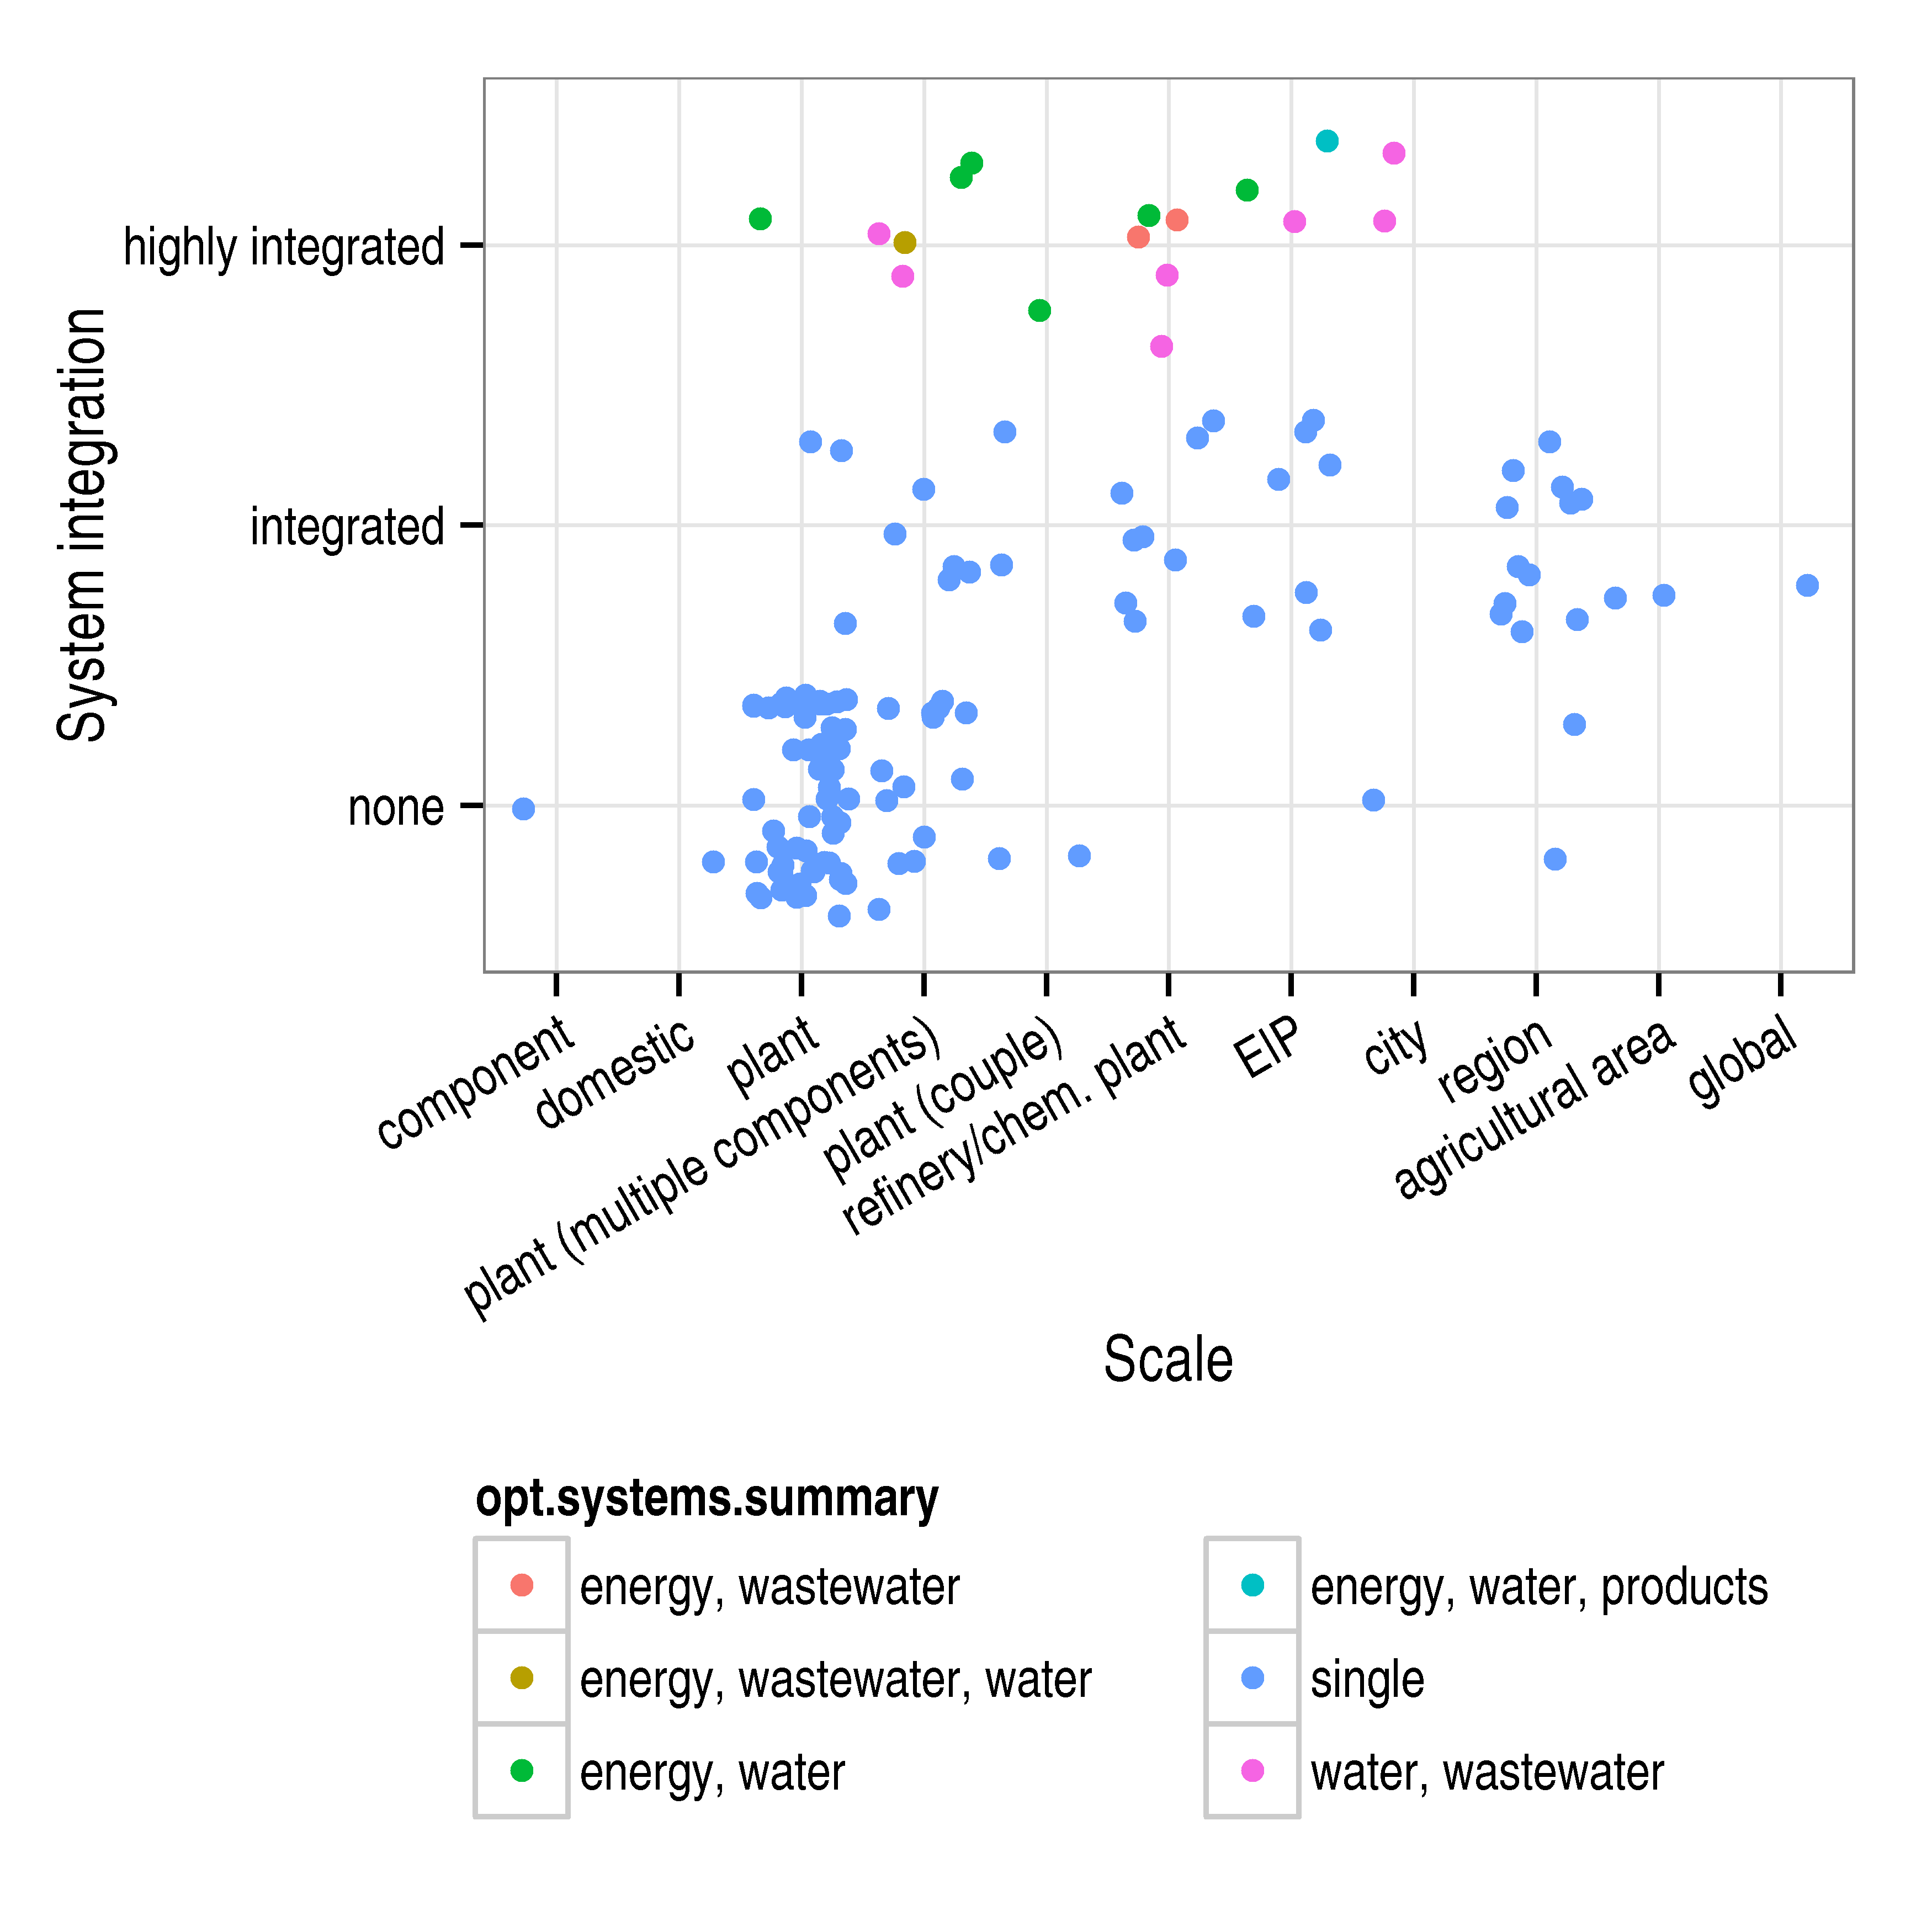 System integration
highly integrated
integrated
none
component
domestic
plant
plant (multiple components)
plant (couple)
refinery/chem. plant
EIP
city
region
agricultural area
global
Scale
opt.systems.summary
energy, wastewater
energy, wastewater, water
energy, water
energy, water, products
single
water, wastewater